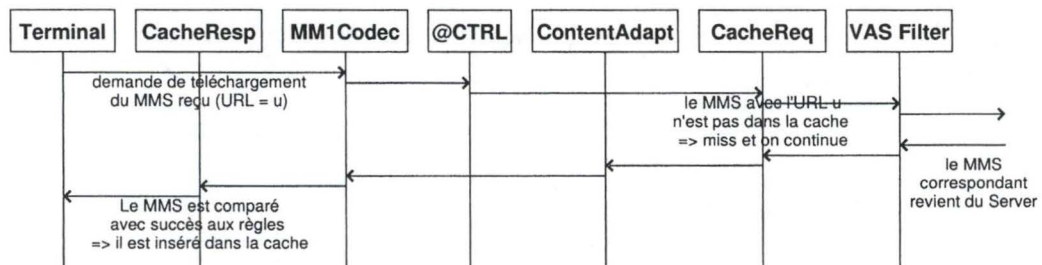 Terminal CacheResp MM1Codec @CTRL ContentAdapt CacheReq VAS Filter
demande de téléchargement
du MMS reçu (URL = u)
le MMS avec l'URL u
n'est pas dans la cache
=> miss et on continue
le MMS
correspondant
revient du Server
Le MMS est comparé
avec succès aux règles
=> il est inséré dans la cache